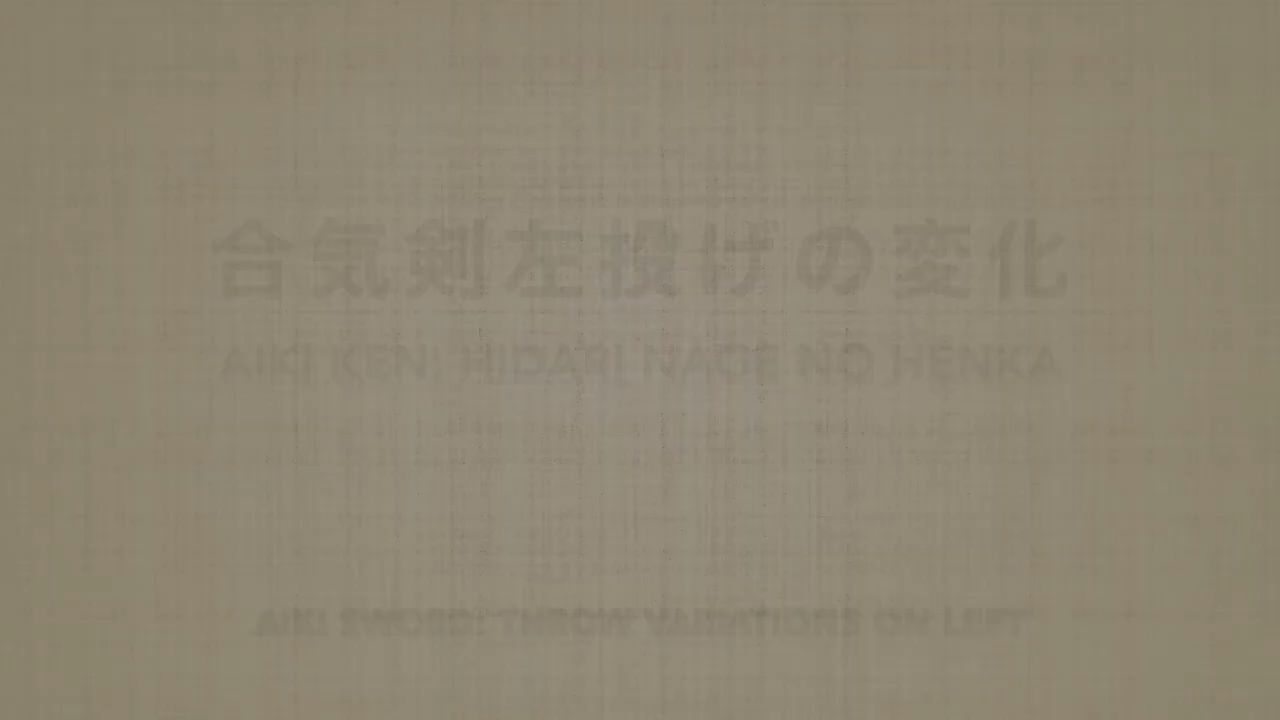 合気剣左投げの変化
AIKI KEN: HIDARI NAGE NO HENKA
AIKI SWORD: THROW VARIATIONS ON LEFT